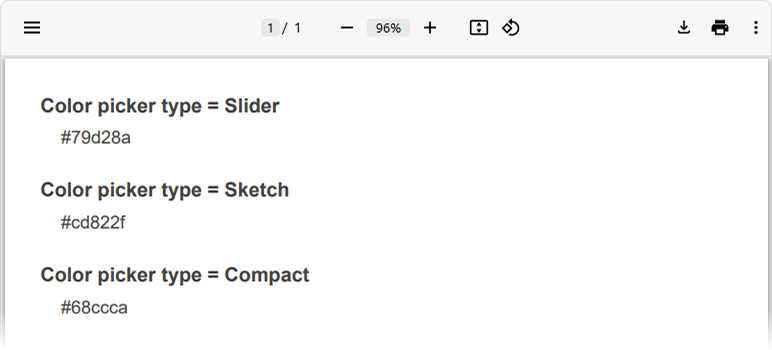 1 / 1
96%
Color picker type = Slider
#79d28a
Color picker type = Sketch
#cd822f
Color picker type = Compact
#68ccca